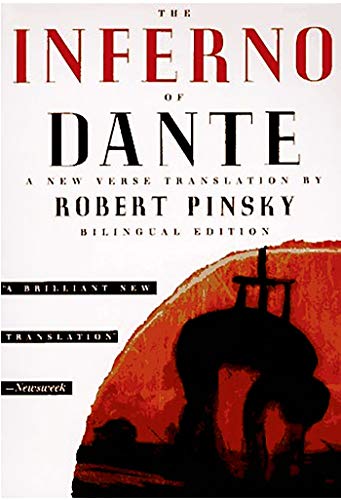 THE
INFERNO
OF
DANTE
A NEW VERSE TRANSLATION BY
ROBERT PINSKY
BILINGUAL EDITION
"A BRILLIANT NEW
TRANSLATION"
—Newsweek